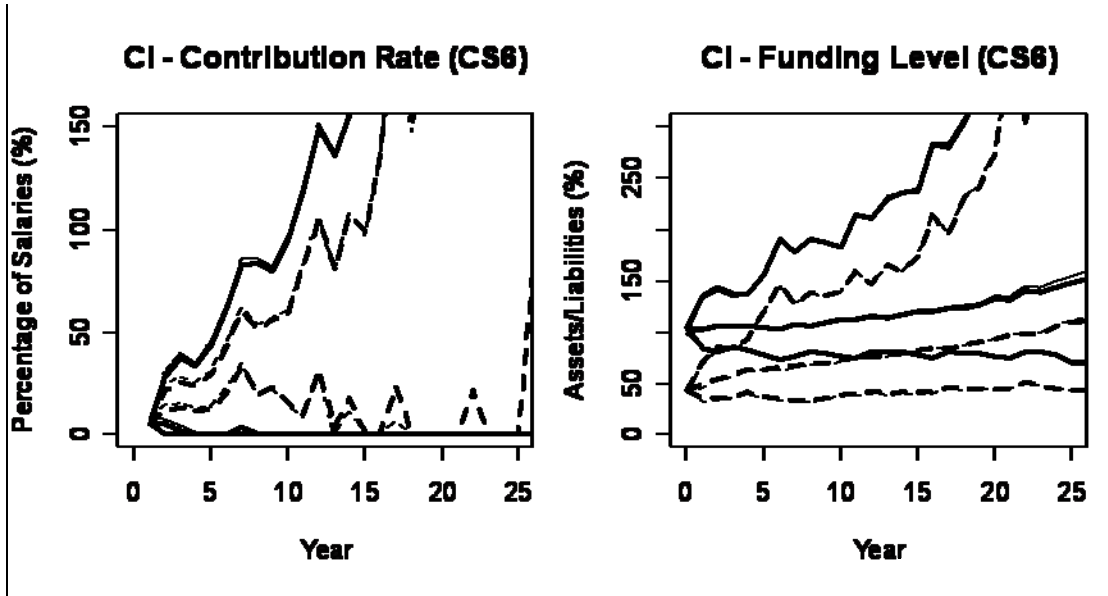 CI - Contribution Rate (CS6)
Percentage of Salaries (%)
150
100
50
0
0 5 10 15 20 25
Year
CI - Funding Level (CS6)
Assets/Liabilities (%)
250
150
50
0
0 5 10 15 20 25
Year